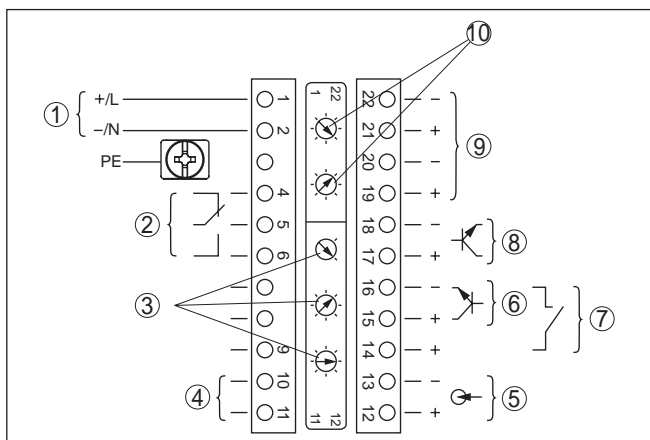 ⑩
1 22
① +/L 1 22 −
−/N 2 21 +
⑨
PE 20 −
4 19 +
② 5 18 −
⑧
6 17 +
16 −
③ ⑥ ⑦
15 +
9 14 +
10 13 −
④ ⑤
11 12 +
11 12